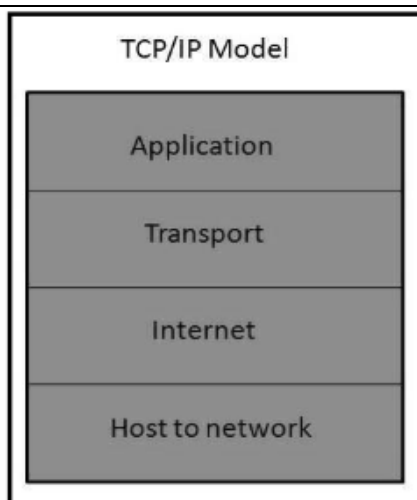 TCP/IP Model
Application
Transport
Internet
Host to network